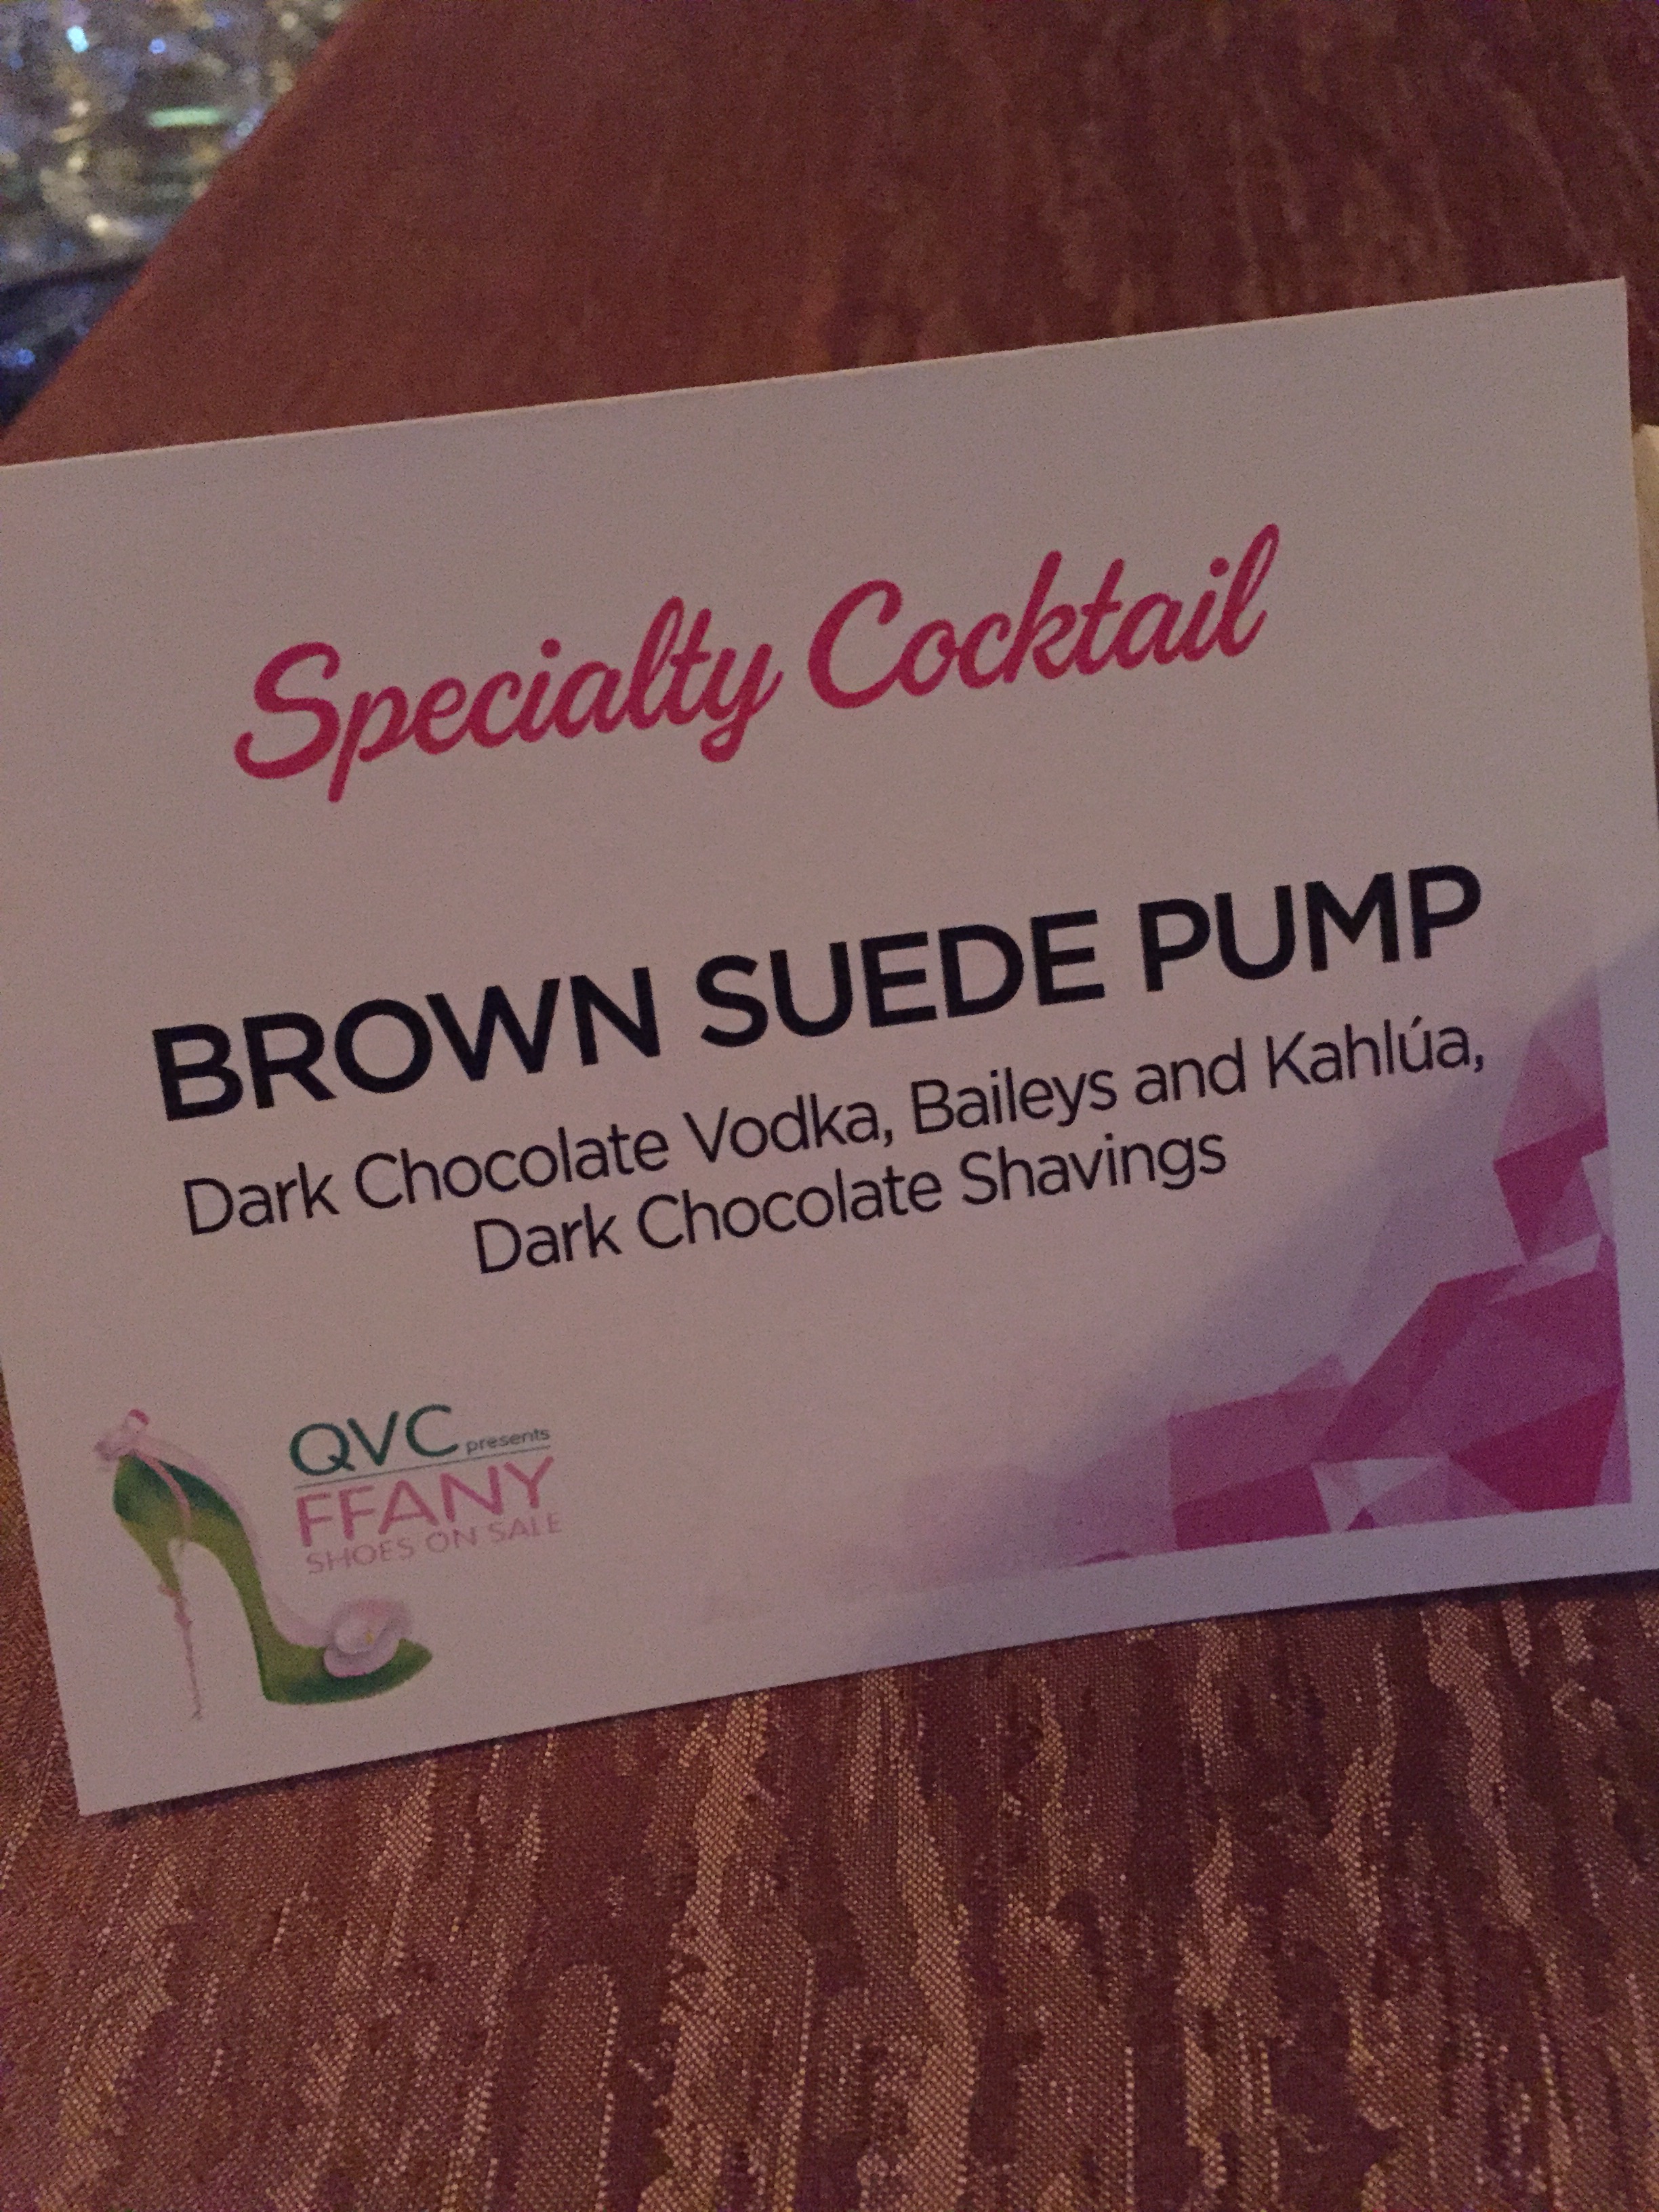 Specialty Cocktail
BROWN SUEDE PUMP
Dark Chocolate Vodka, Baileys and Kahlúa,
Dark Chocolate Shavings
QVC presents
FFANY
SHOES ON SALE